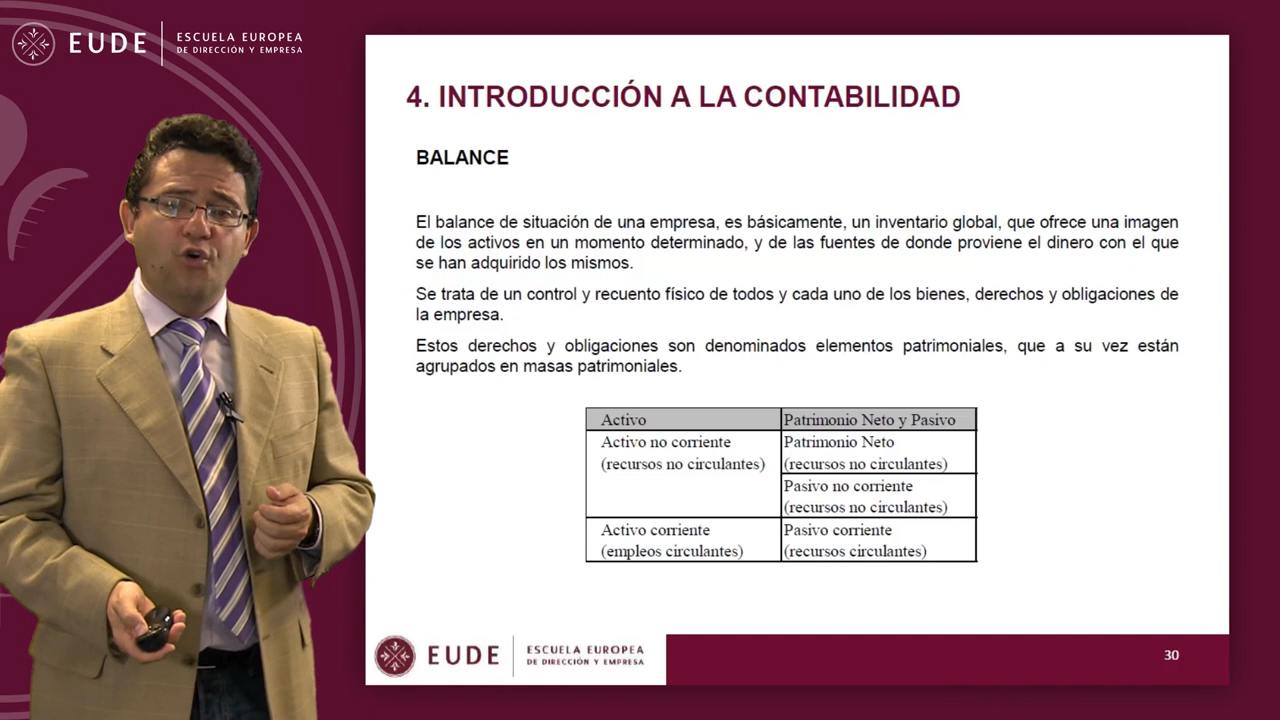 EUDE
ESCUELA EUROPEA
DE DIRECCIÓN Y EMPRESA
4. INTRODUCCIÓN A LA CONTABILIDAD
BALANCE
El balance de situación de una empresa, es básicamente, un inventario global, que ofrece una imagen
de los activos en un momento determinado, y de las fuentes de donde proviene el dinero con el que
se han adquirido los mismos.
Se trata de un control y recuento físico de todos y cada uno de los bienes, derechos y obligaciones de
la empresa.
Estos derechos y obligaciones son denominados elementos patrimoniales, que a su vez están
agrupados en masas patrimoniales.
Activo Patrimonio Neto y Pasivo
Activo no corriente Patrimonio Neto
(recursos no circulantes) (recursos no circulantes)
Pasivo no corriente
(recursos no circulantes)
Activo corriente Pasivo corriente
(empleos circulantes) (recursos circulantes)
EUDE
ESCUELA EUROPEA
DE DIRECCIÓN Y EMPRESA
30